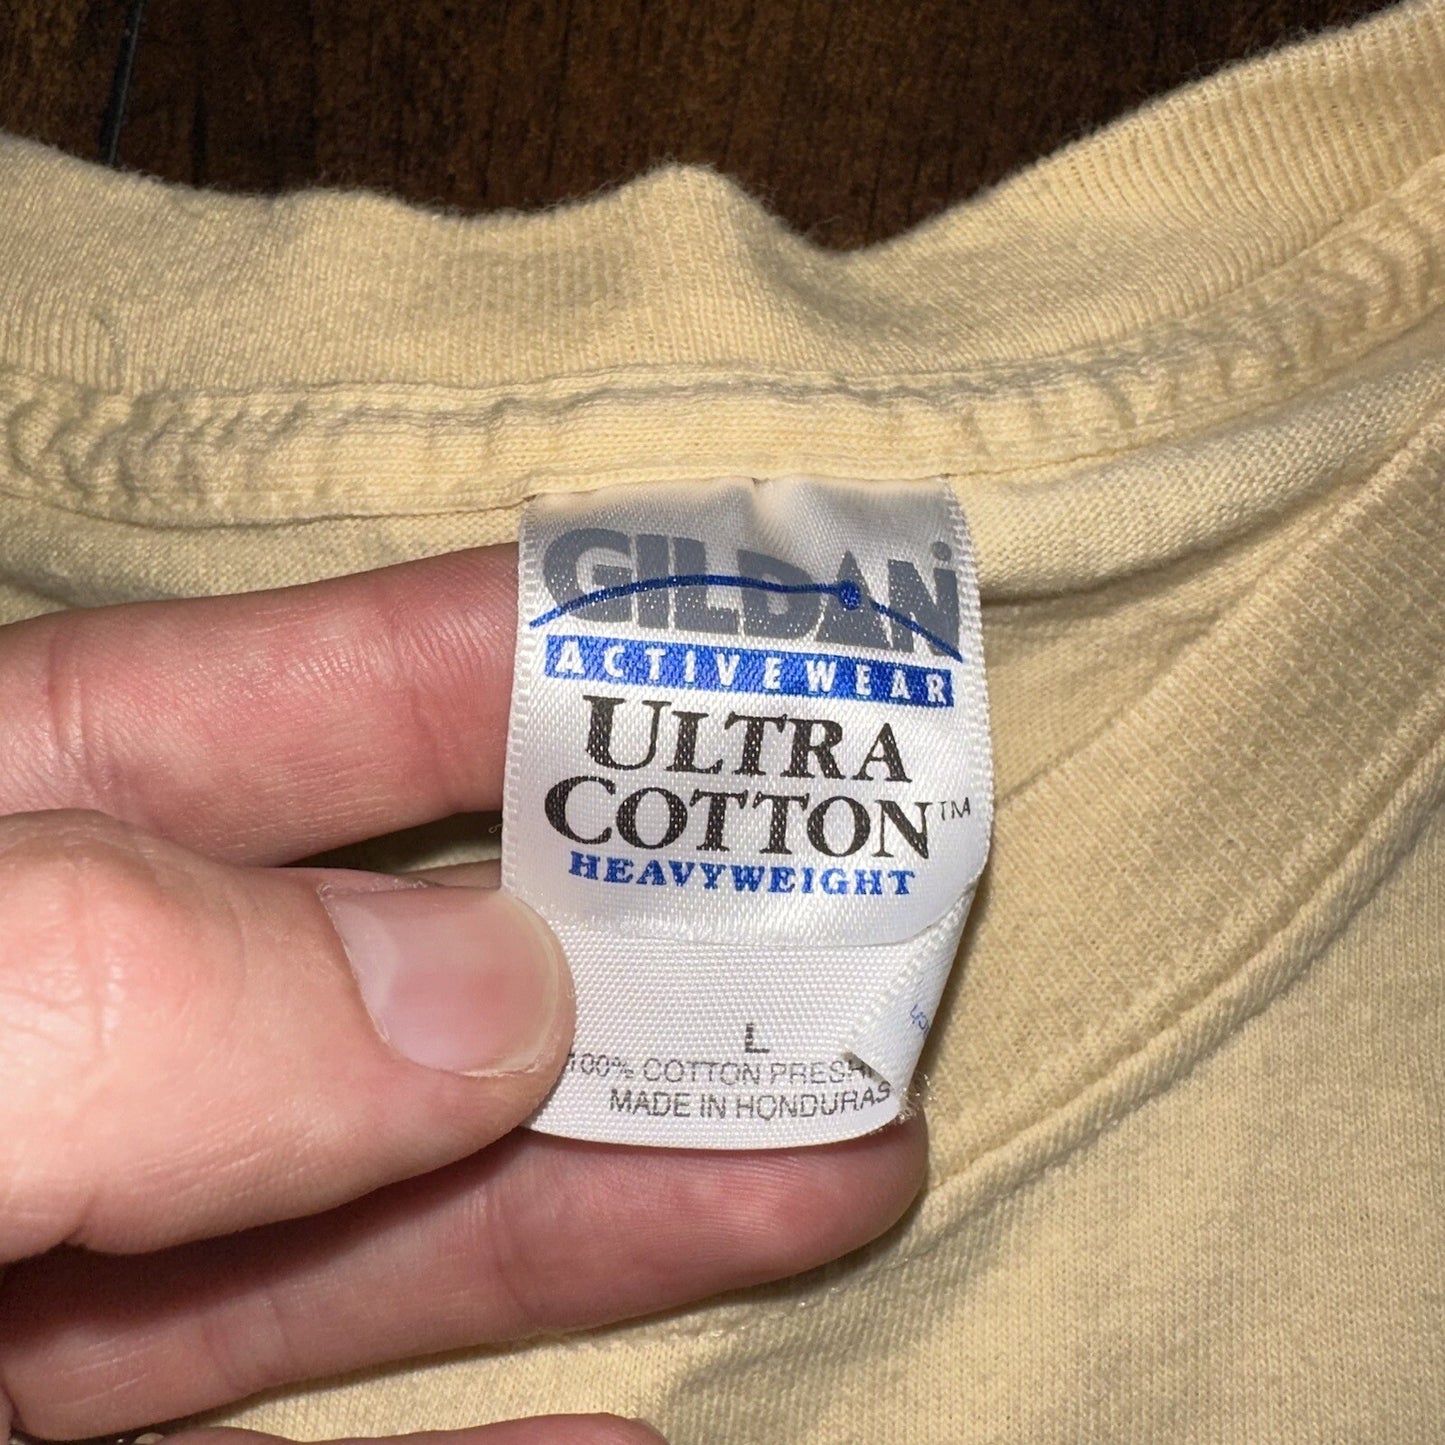 GILDAN
ACTIVEWEAR
ULTRA
COTTON™
HEAVYWEIGHT
L
100% COTTON
MADE IN HONDURAS